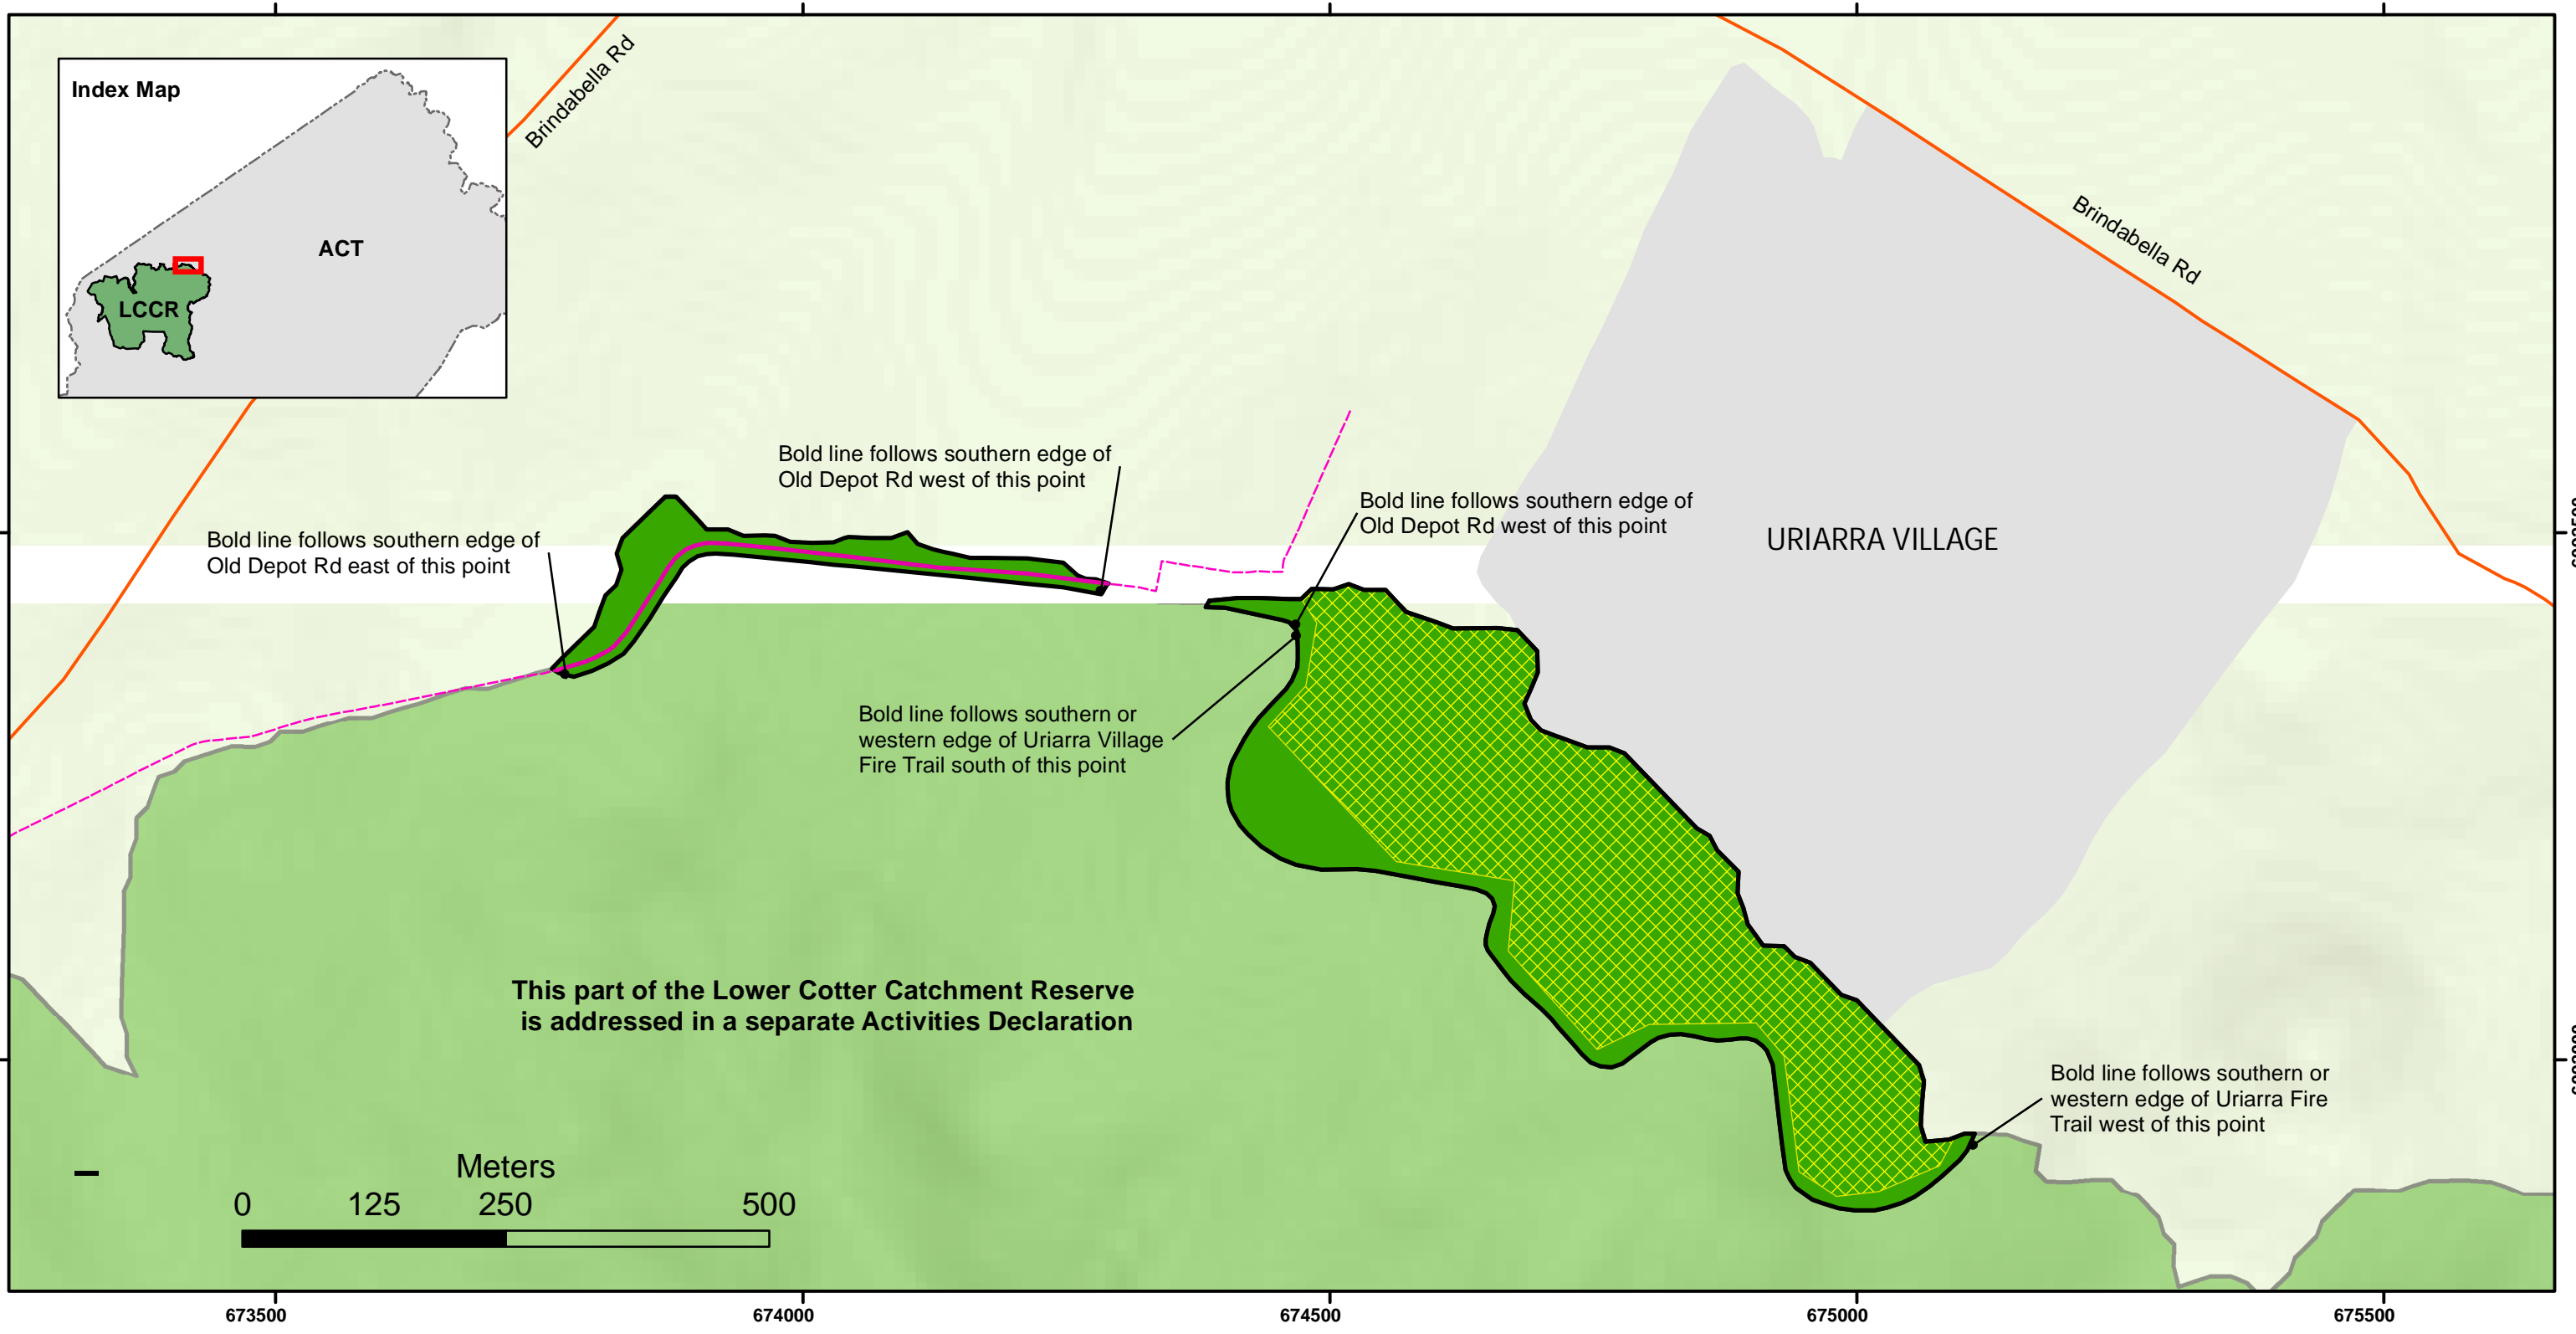 Index Map
ACT
LCCR
Brindabella Rd
Brindabella Rd
Bold line follows southern edge of
Old Depot Rd west of this point
Bold line follows southern edge of
Old Depot Rd west of this point
Bold line follows southern edge of
Old Depot Rd east of this point
URIARRA VILLAGE
Bold line follows southern or
western edge of Uriarra Village
Fire Trail south of this point
This part of the Lower Cotter Catchment Reserve
is addressed in a separate Activities Declaration
Bold line follows southern or
western edge of Uriarra Fire
Trail west of this point
Meters
0 125 250 500
673500 674000 674500 675000 675500